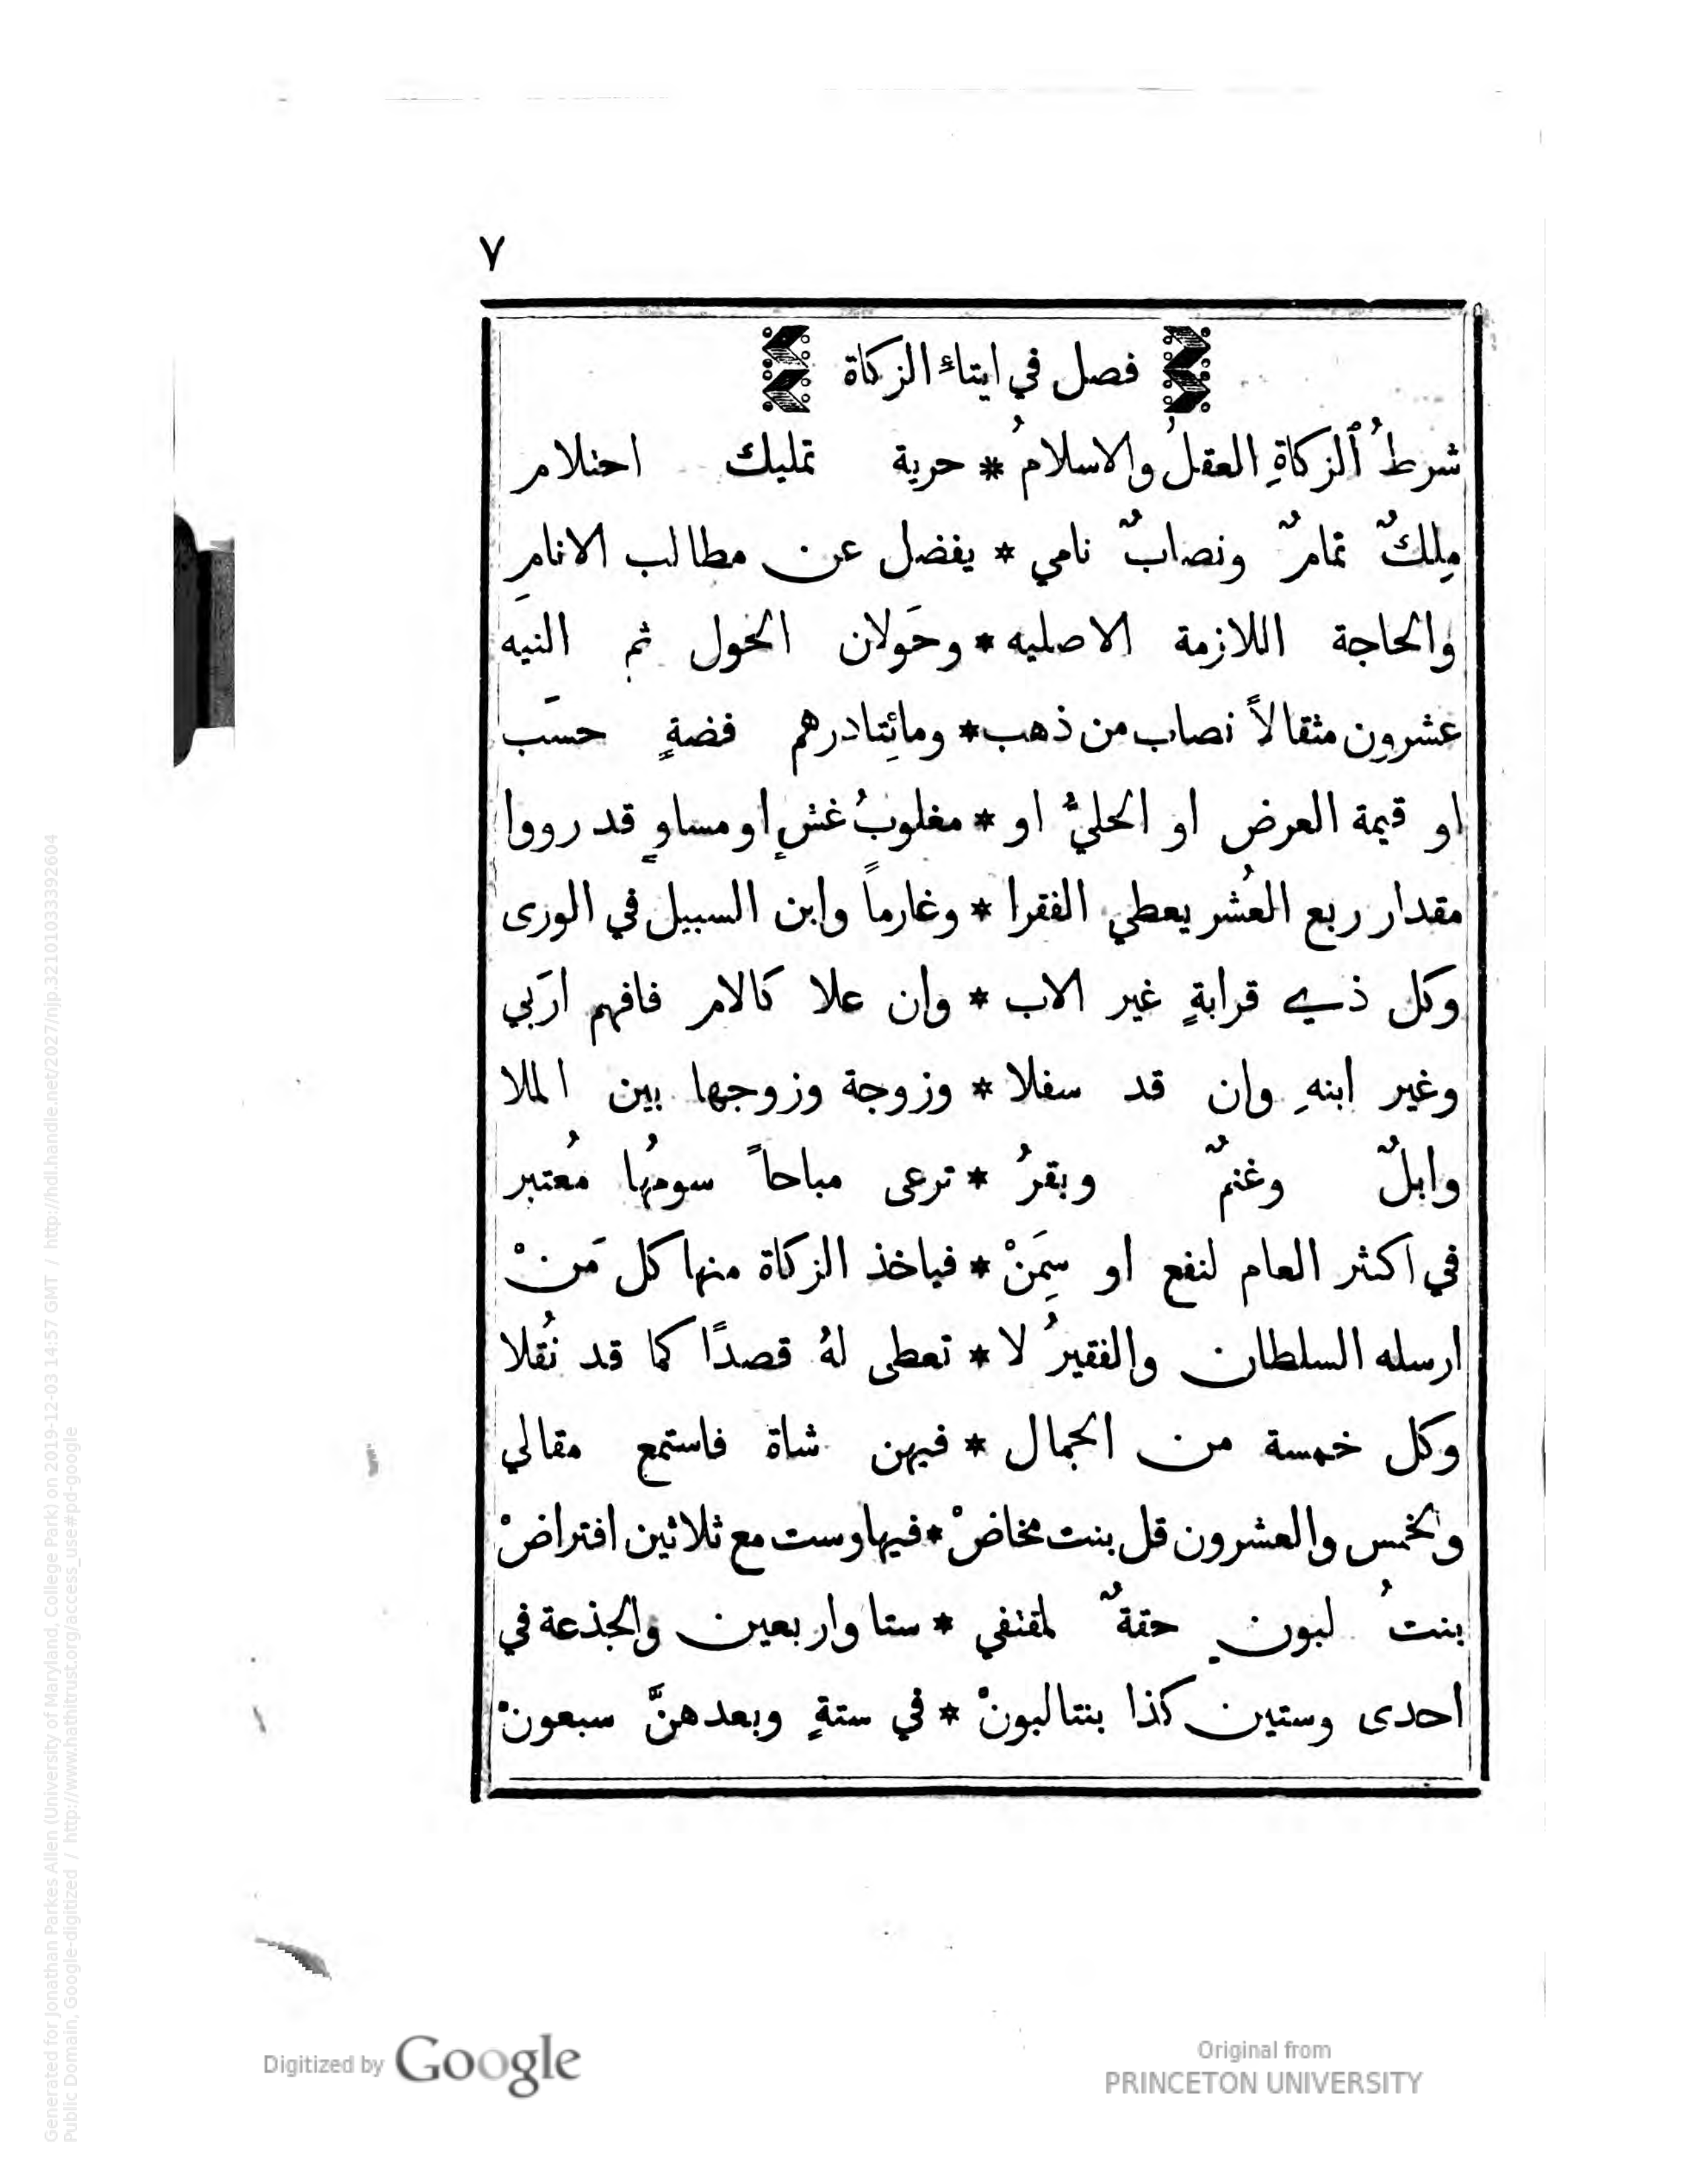 ٧
فصل في ايتاء الزكاة
شرطُ ٱلزكاةِ العقلُ والاسلامُ * حرية تمليك احتلام
مِلكٌ تمامٌ ونصابٌ نامي * يفضل عن مطالب الانام
والحاجة اللازمة الاصليه * وحَولان الحول ثم النيَه
عشرون مثقالاً نصاب من ذهب * ومائِتا درهم فضةٍ حسَب
او قيمة العرض او الحليُّ او * مغلوبُ غشٍ او مساوٍ قد رووا
مقدار ربع العُشر يعطي الفقرا * وغارماً وابن السبيل في الورى
وكل ذي قرابةٍ غير الاب * وان علا كالام فافهم ارَبي
وغير ابنهِ وان قد سفلا * وزوجة وزوجها بين الملا
وابلٌ وغنمٌ وبقرُ * ترعى مباحاً سومُها مُعتبر
في اكثر العام لنفع او سِمَنْ * فياخذ الزكاة منها كل مَنْ
ارسله السلطان والفقيرُ لا * تعطى لهُ قصدًا كما قد نُقلا
وكل خمسة من الجمال * فيهن شاة فاستمع مقالي
والخمس والعشرون قل بنت مخاضْ * فيها وست مع ثلاثين افتراضْ
بنتُ لبونٍ حقةٌ لمقتفي * ستا واربعين والجذعة في
احدى وستين كذا بنتا لبونْ * في ستةٍ وبعدهنَّ سبعونْ
Digitized by Google
Original from
PRINCETON UNIVERSITY
Generated for Jonathan Parkes Allen (University of Maryland, College Park) on 2019-12-03 14:57 GMT / http://hdl.handle.net/2027/njp.32101033392604
Public Domain, Google-digitized / http://www.hathitrust.org/access_use#pd-google